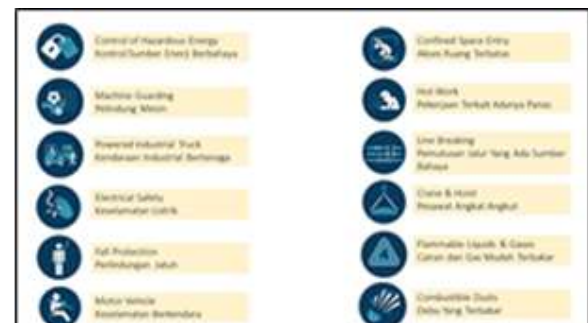 Control of Hazardous Energy
Kontrol Sumber Energi Berbahaya
Machine Guarding
Pelindung Mesin
Powered Industrial Truck
Kendaraan Industrial Bertenaga
Electrical Safety
Keselamatan Listrik
Fall Protection
Perlindungan Jatuh
Motor Vehicle
Keselamatan Berkendara
Confined Space Entry
Akses Ruang Terbatas
Hot Work
Pekerjaan Terkait Adanya Panas
Line Breaking
Pemutusan Jalur Yang Ada Sumber
Bahaya
Crane & Hoist
Pesawat Angkat Angkut
Flammable Liquids & Gases
Cairan dan Gas Mudah Terbakar
Combustible Dusts
Debu Yang Terbakar